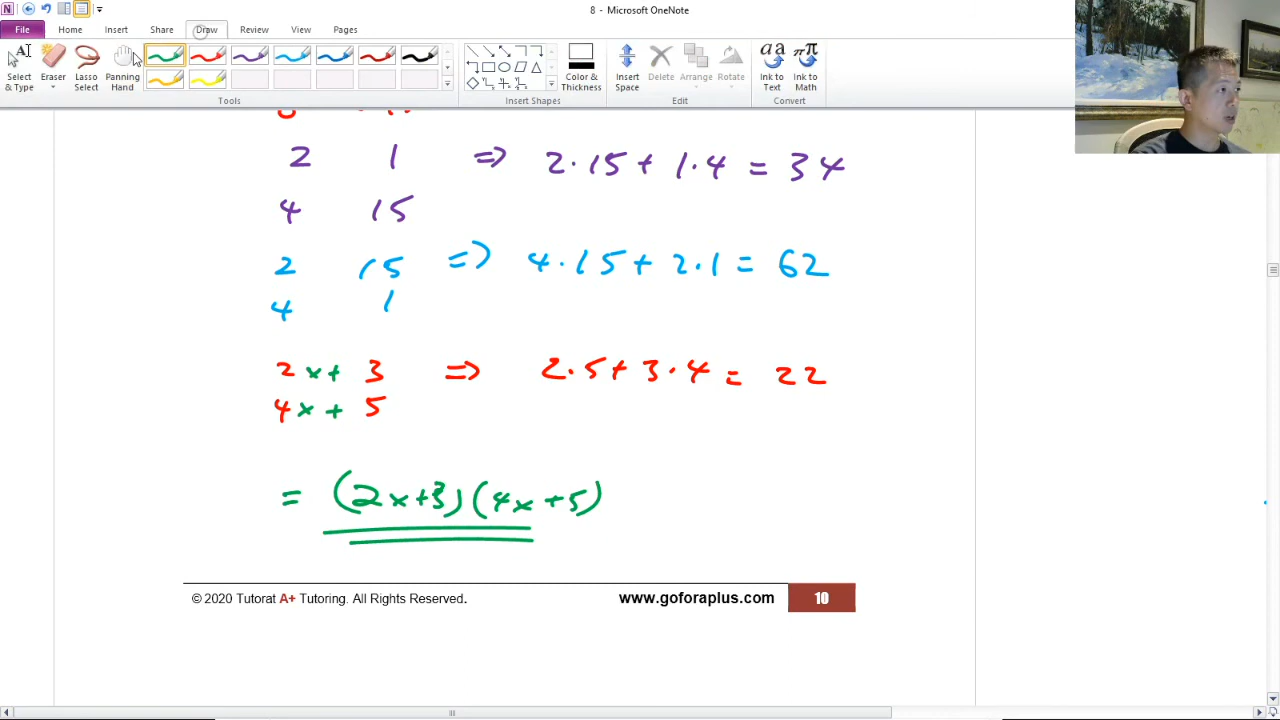 8 - Microsoft OneNote
File Home Insert Share Draw Review View Pages
Select & Type Eraser Lasso Select Panning Hand Color & Thickness Insert Space Delete Arrange Rotate Ink to Text Ink to Math
Tools Insert Shapes Edit Convert
2 1 => 2·15+1·4 = 34
4 15
2 15 => 4·15+2·1 = 62
4 1
2x+ 3 => 2·5+3·4 = 22
4x + 5
= (2x+3)(4x+5)
© 2020 Tutorat A+ Tutoring. All Rights Reserved. www.goforaplus.com 10